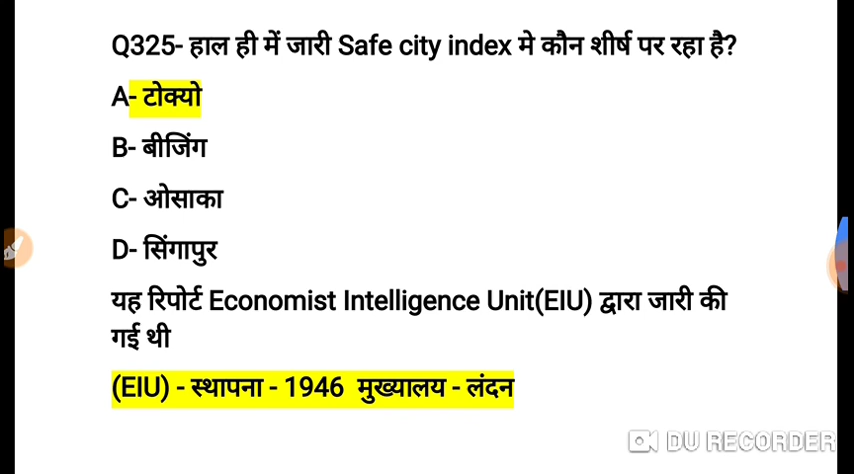 Q325- हाल ही में जारी Safe city index मे कौन शीर्ष पर रहा है?
A- टोक्यो
B- बीजिंग
C- ओसाका
D- सिंगापुर
यह रिपोर्ट Economist Intelligence Unit(EIU) द्वारा जारी की
गई थी
(EIU) - स्थापना - 1946 मुख्यालय - लंदन
DU RECORDER